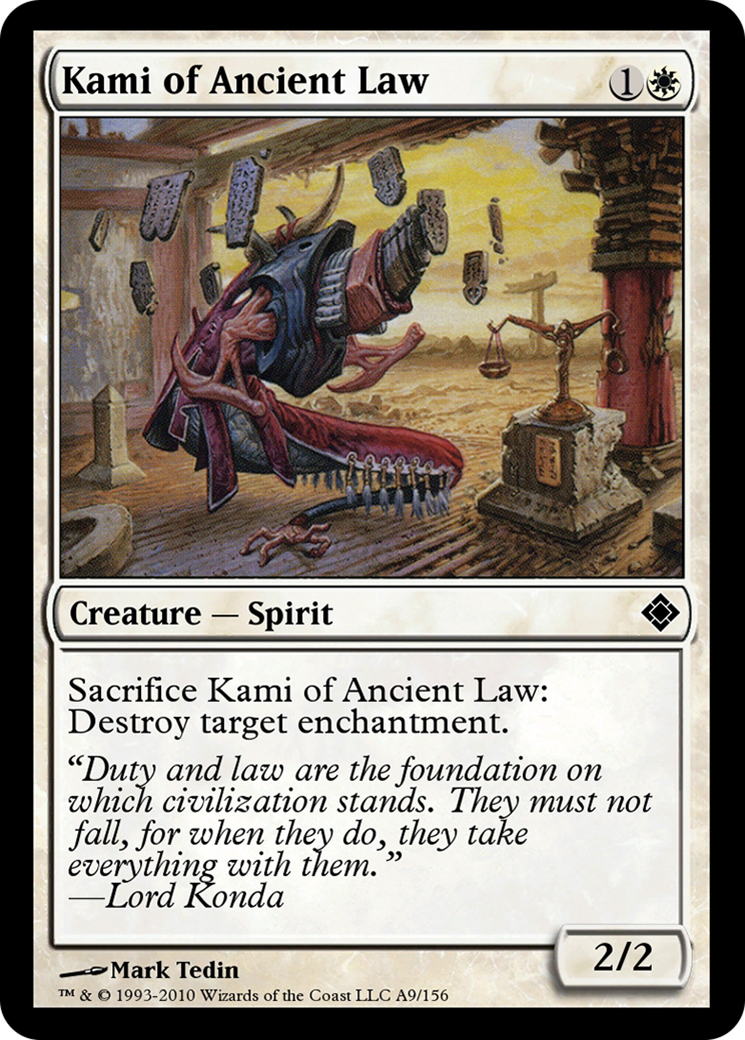 Kami of Ancient Law 1
Creature — Spirit
Sacrifice Kami of Ancient Law:
Destroy target enchantment.
“Duty and law are the foundation on
which civilization stands. They must not
fall, for when they do, they take
everything with them.”
—Lord Konda
2/2
Mark Tedin
™ & © 1993-2010 Wizards of the Coast LLC A9/156